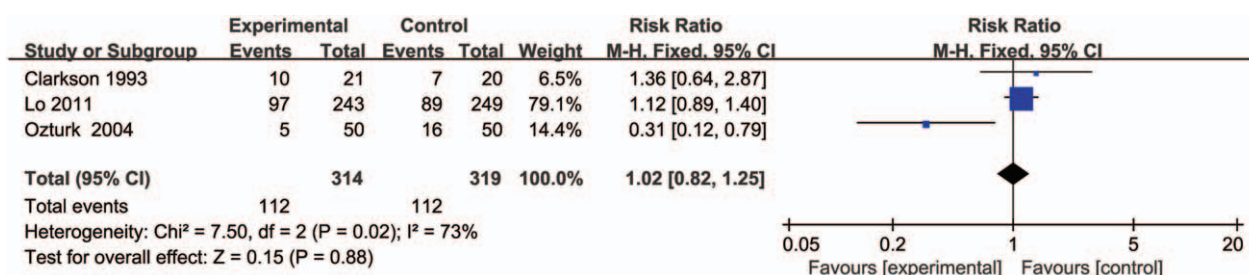 Experimental Control Risk Ratio Risk Ratio
Study or Subgroup Events Total Events Total Weight M-H, Fixed, 95% CI M-H, Fixed, 95% CI
Clarkson 1993 10 21 7 20 6.5% 1.36 [0.64, 2.87]
Lo 2011 97 243 89 249 79.1% 1.12 [0.89, 1.40]
Ozturk 2004 5 50 16 50 14.4% 0.31 [0.12, 0.79]
Total (95% CI) 314 319 100.0% 1.02 [0.82, 1.25]
Total events 112 112
Heterogeneity: Chi² = 7.50, df = 2 (P = 0.02); I² = 73%
Test for overall effect: Z = 0.15 (P = 0.88)
0.05 0.2 1 5 20
Favours [experimental] Favours [control]